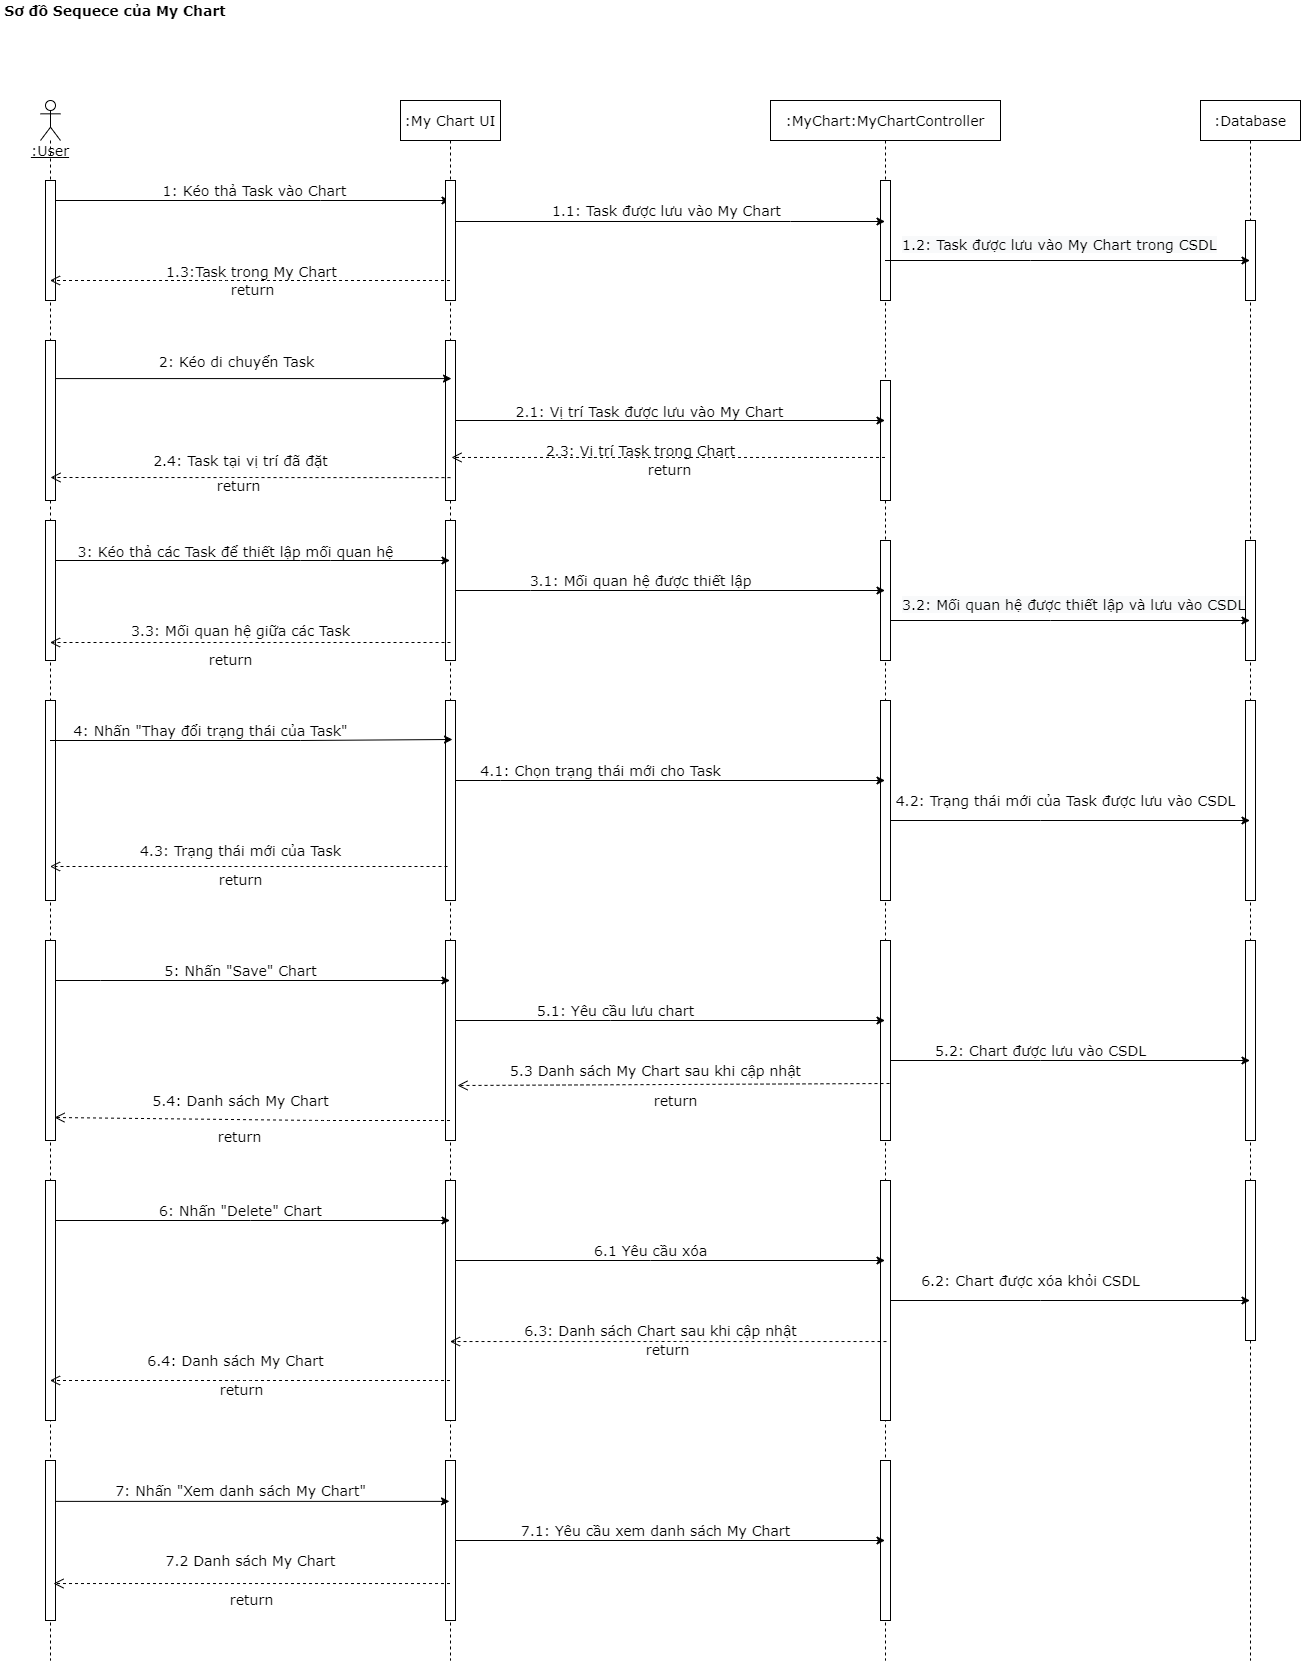 Sơ đồ Sequece của My Chart
:User
:My Chart UI
:MyChart:MyChartController
:Database
1: Kéo thả Task vào Chart
1.1: Task được lưu vào My Chart
1.2: Task được lưu vào My Chart trong CSDL
1.3:Task trong My Chart
return
2: Kéo di chuyển Task
2.1: Vị trí Task được lưu vào My Chart
2.3: Vị trí Task trong Chart
return
2.4: Task tại vị trí đã đặt
return
3: Kéo thả các Task để thiết lập mối quan hệ
3.1: Mối quan hệ được thiết lập
3.2: Mối quan hệ được thiết lập và lưu vào CSDL
3.3: Mối quan hệ giữa các Task
return
4: Nhấn "Thay đổi trạng thái của Task"
4.1: Chọn trạng thái mới cho Task
4.2: Trạng thái mới của Task được lưu vào CSDL
4.3: Trạng thái mới của Task
return
5: Nhấn "Save" Chart
5.1: Yêu cầu lưu chart
5.2: Chart được lưu vào CSDL
5.3 Danh sách My Chart sau khi cập nhật
return
5.4: Danh sách My Chart
return
6: Nhấn "Delete" Chart
6.1 Yêu cầu xóa
6.2: Chart được xóa khỏi CSDL
6.3: Danh sách Chart sau khi cập nhật
return
6.4: Danh sách My Chart
return
7: Nhấn "Xem danh sách My Chart"
7.1: Yêu cầu xem danh sách My Chart
7.2 Danh sách My Chart
return